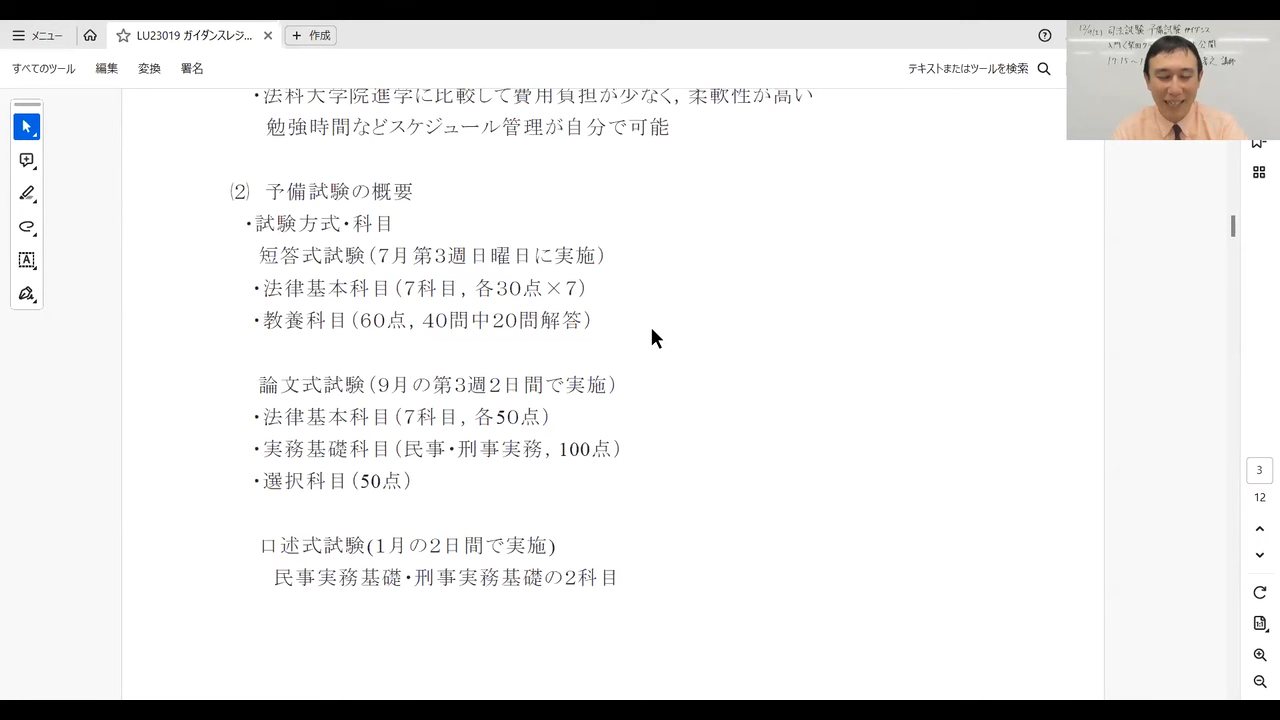 メニュー
LU23019 ガイダンスレジ...
作成
すべてのツール 編集 変換 署名
テキストまたはツールを検索
12/9(土) 司法試験 予備試験 ガイダンス
公開
講師
・法科大学院進学に比較して費用負担が少なく，柔軟性が高い
勉強時間などスケジュール管理が自分で可能
(2) 予備試験の概要
・試験方式・科目
短答式試験（7月第3週日曜日に実施）
・法律基本科目（7科目，各30点×7）
・教養科目（60点，40問中20問解答）
論文式試験（9月の第3週2日間で実施）
・法律基本科目（7科目，各50点）
・実務基礎科目（民事・刑事実務，100点）
・選択科目（50点）
口述式試験(1月の2日間で実施)
民事実務基礎・刑事実務基礎の2科目
3
12